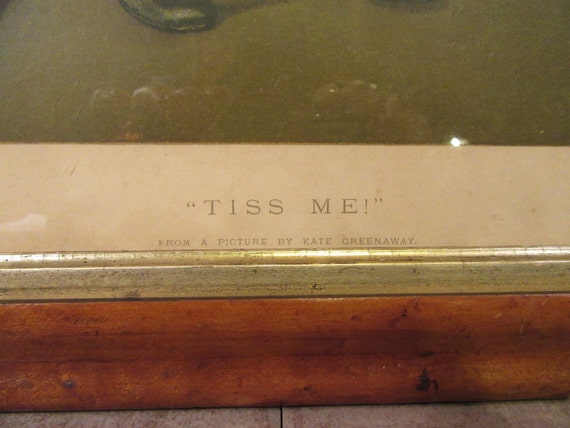 “TISS ME!”
FROM A PICTURE BY KATE GREENAWAY.